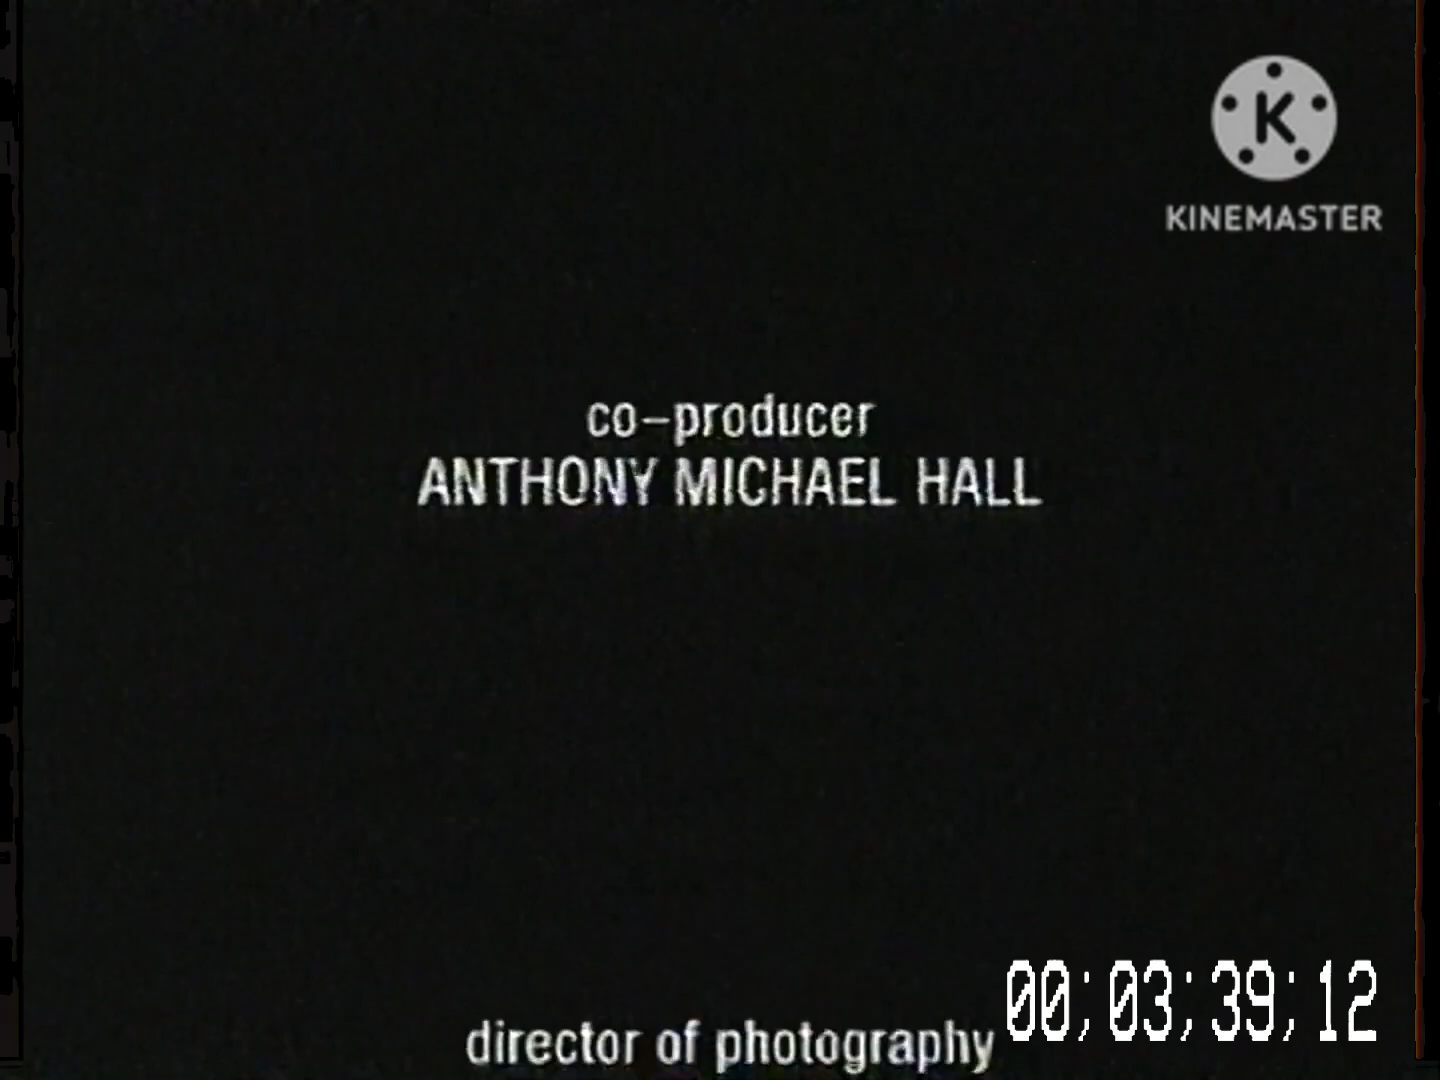 K
KINEMASTER
co-producer
ANTHONY MICHAEL HALL
00;03;39;12
director of photography